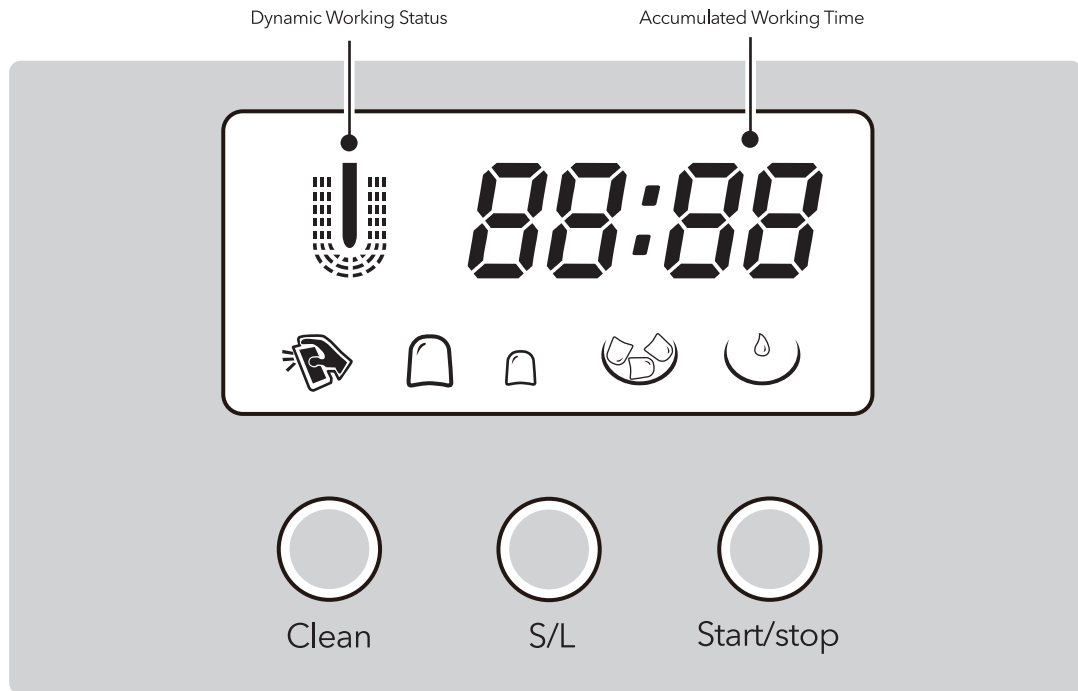 Dynamic Working Status
Accumulated Working Time
88:88
Clean
S/L
Start/stop